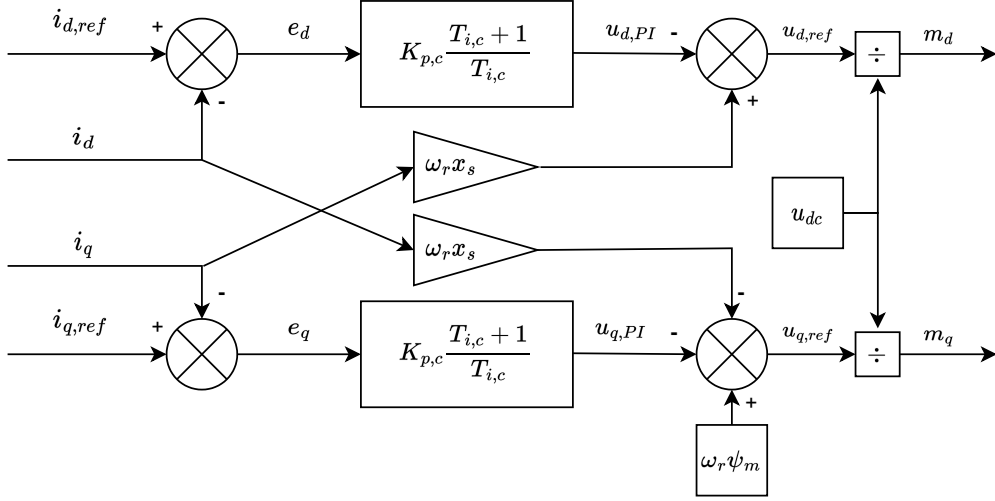 i_{d,ref} + e_d K_{p,c} \frac{T_{i,c} + 1}{T_{i,c}} u_{d,PI} - u_{d,ref} ÷ m_d
- +
i_d ω_r x_s
u_{dc}
i_q ω_r x_s
- -
i_{q,ref} + e_q K_{p,c} \frac{T_{i,c} + 1}{T_{i,c}} u_{q,PI} - u_{q,ref} ÷ m_q
+
ω_r ψ_m